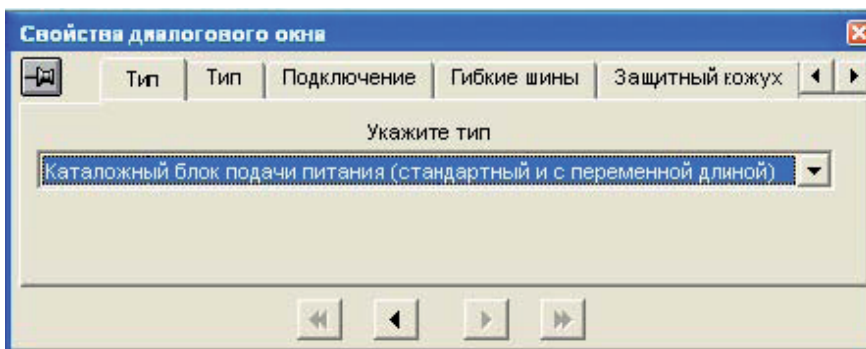 Свойства диалогового окна
Тип Тип Подключение Гибкие шины Защитный кожух
Укажите тип
Каталожный блок подачи питания (стандартный и с переменной длиной)